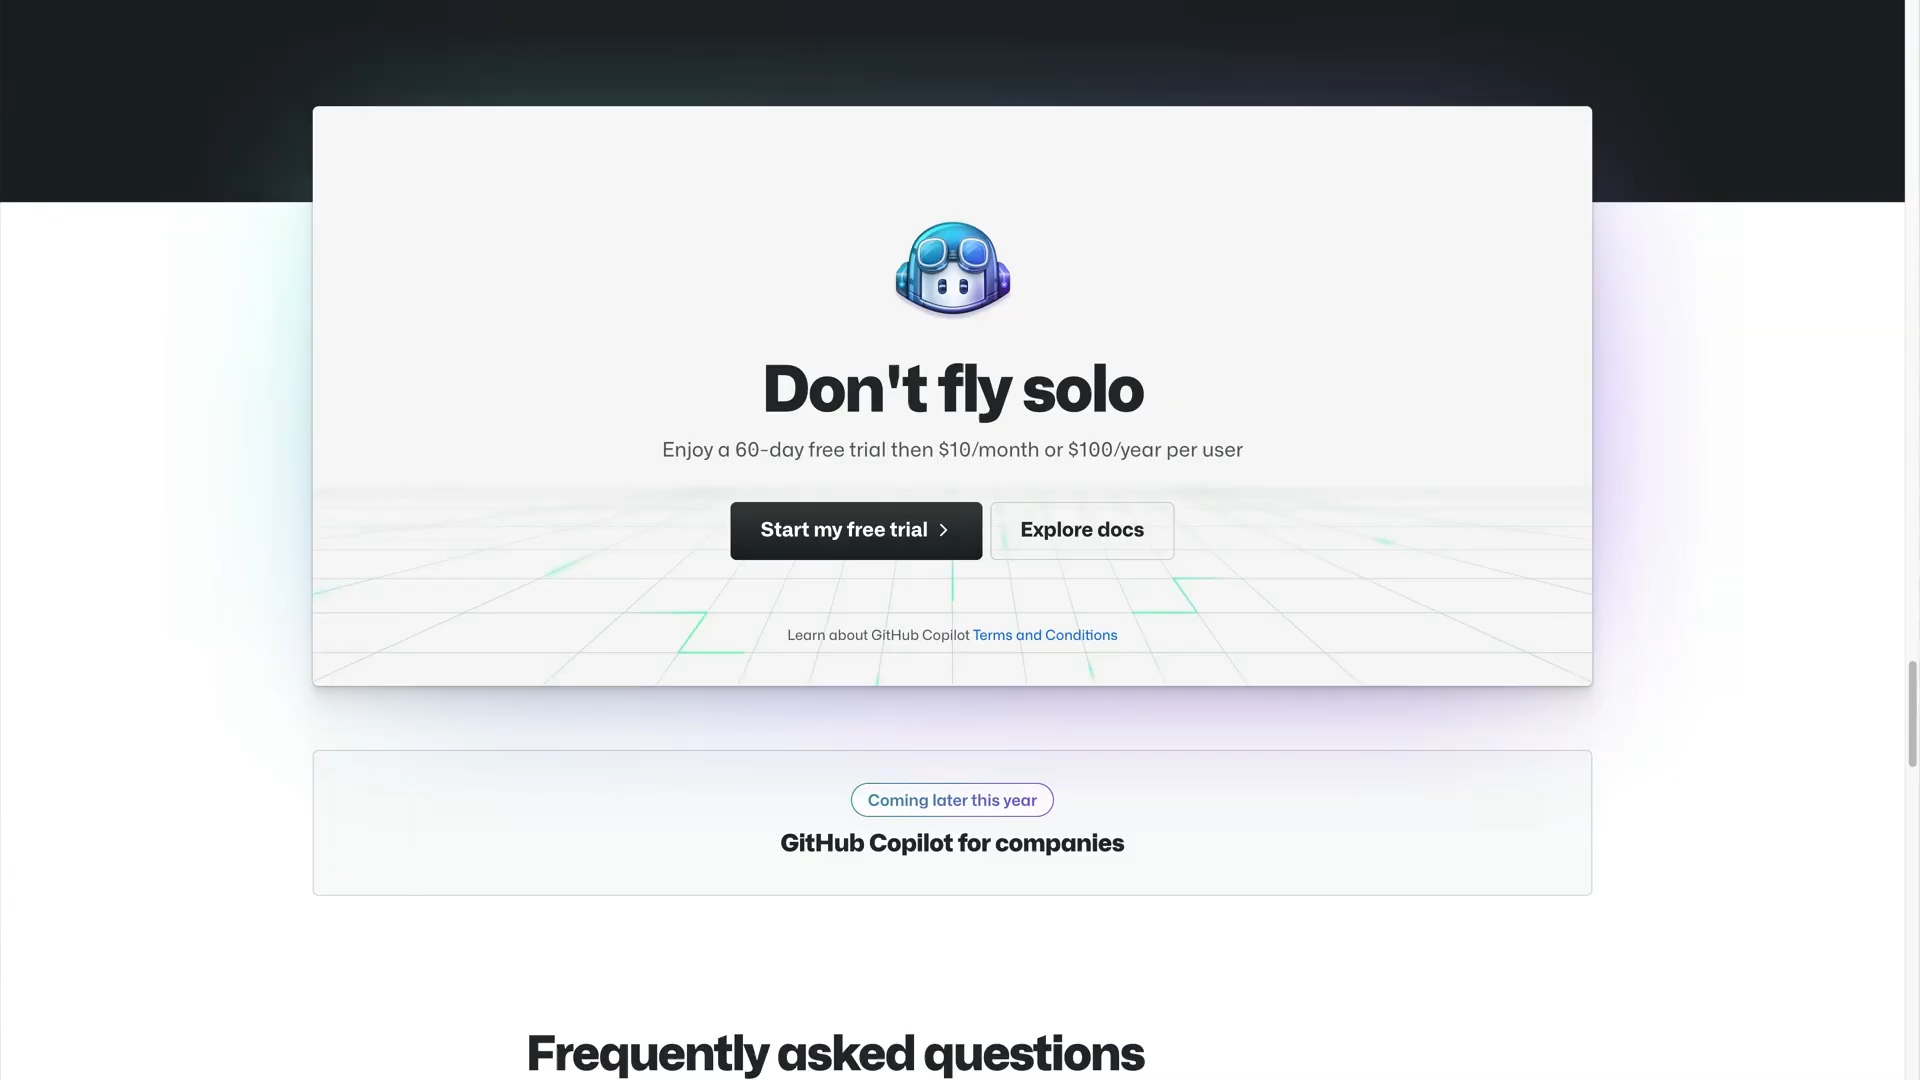 Don't fly solo
Enjoy a 60-day free trial then $10/month or $100/year per user
Start my free trial
Explore docs
Learn about GitHub Copilot Terms and Conditions
Coming later this year
GitHub Copilot for companies
Frequently asked questions